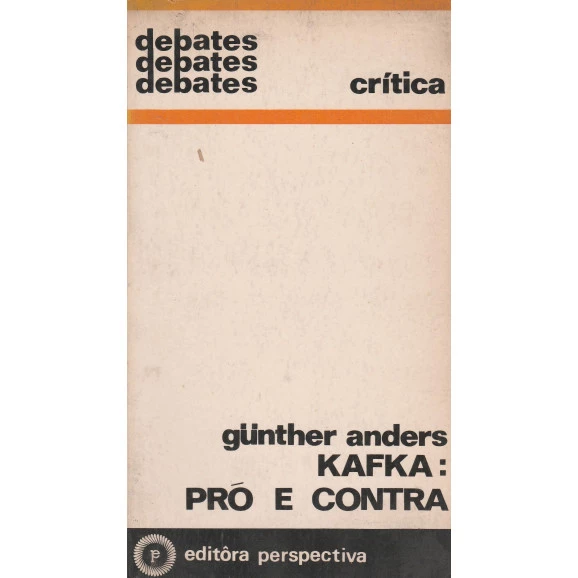 debates
debates
debates crítica
günther anders
KAFKA:
PRÓ E CONTRA
editôra perspectiva